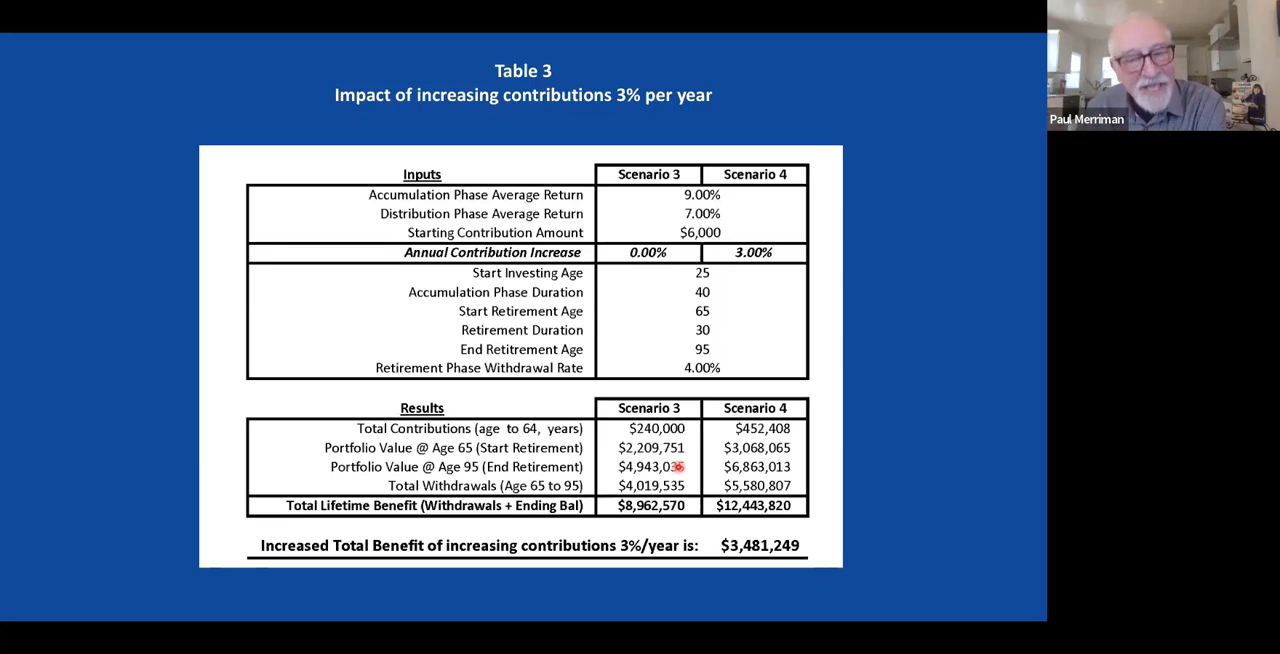 Table 3
Impact of increasing contributions 3% per year
Paul Merriman
Inputs Scenario 3 Scenario 4
Accumulation Phase Average Return 9.00%
Distribution Phase Average Return 7.00%
Starting Contribution Amount $6,000
Annual Contribution Increase 0.00% 3.00%
Start Investing Age 25
Accumulation Phase Duration 40
Start Retirement Age 65
Retirement Duration 30
End Retitrement Age 95
Retirement Phase Withdrawal Rate 4.00%
Results Scenario 3 Scenario 4
Total Contributions (age to 64, years) $240,000 $452,408
Portfolio Value @ Age 65 (Start Retirement) $2,209,751 $3,068,065
Portfolio Value @ Age 95 (End Retirement) $4,943,035 $6,863,013
Total Withdrawals (Age 65 to 95) $4,019,535 $5,580,807
Total Lifetime Benefit (Withdrawals + Ending Bal) $8,962,570 $12,443,820
Increased Total Benefit of increasing contributions 3%/year is: $3,481,249